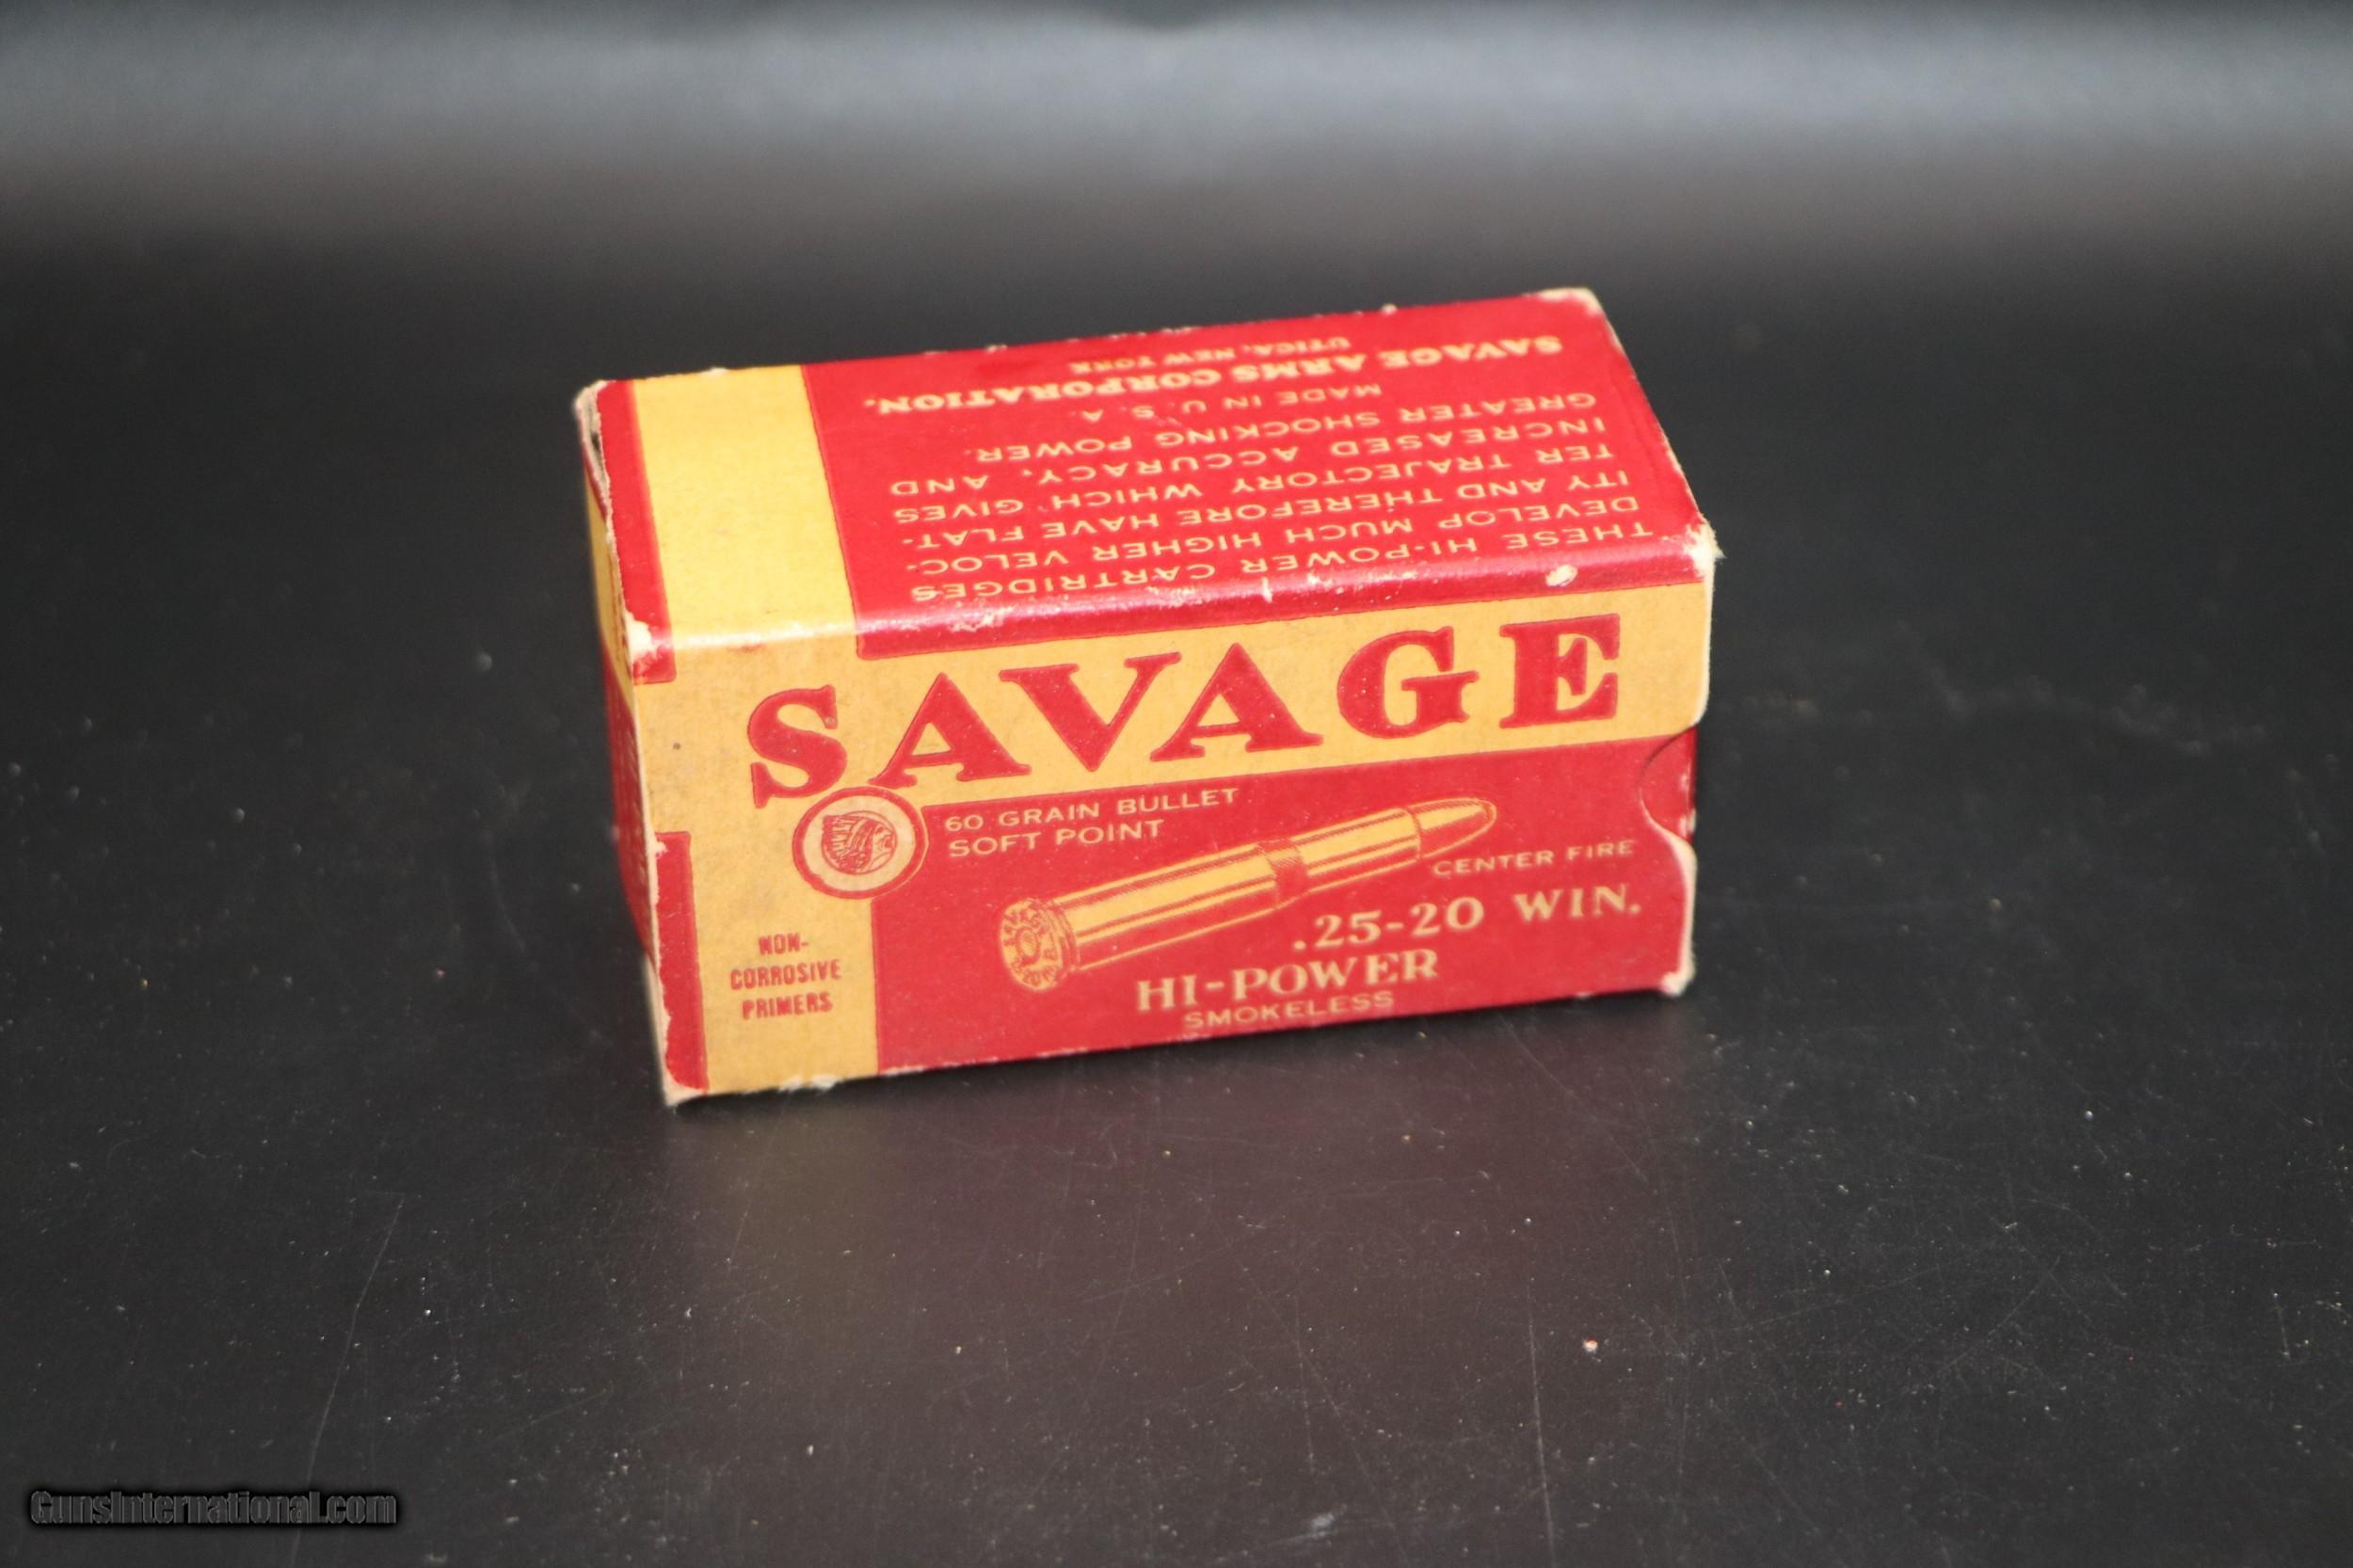 THESE HI-POWER CARTRIDGES
DEVELOP MUCH HIGHER VELOC-
ITY AND THEREFORE HAVE FLAT-
TER TRAJECTORY WHICH GIVES
INCREASED ACCURACY, AND
GREATER SHOCKING POWER.
MADE IN U. S. A.
SAVAGE ARMS CORPORATION.
UTICA, NEW YORK
SAVAGE
60 GRAIN BULLET
SOFT POINT
CENTER FIRE
.25-20 WIN.
HI-POWER
SMOKELESS
NON-
CORROSIVE
PRIMERS
GunsInternational.com